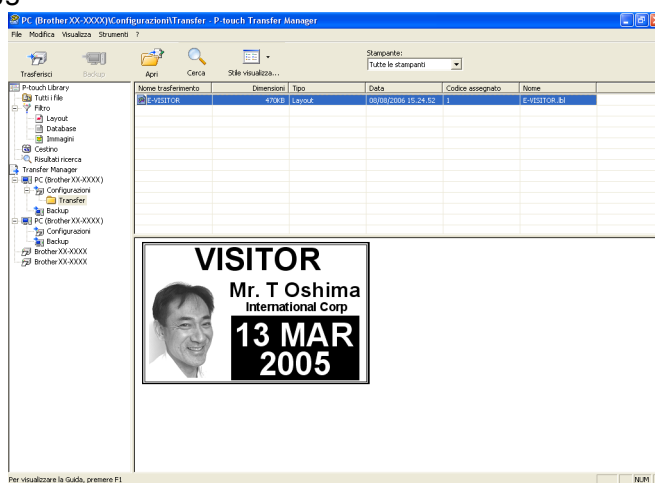 PC (Brother XX-XXXX)\Configurazioni\Transfer - P-touch Transfer Manager
File Modifica Visualizza Strumenti ?
Trasferisci Backup Apri Cerca Stile visualizza...
Stampante:
Tutte le stampanti
P-touch Library
Tutti i file
Filtro
Layout
Database
Immagini
Cestino
Risultati ricerca
Transfer Manager
PC (Brother XX-XXXX)
Configurazioni
Transfer
Backup
PC (Brother XX-XXXX)
Configurazioni
Backup
Brother XX-XXXX
Brother XX-XXXX
Nome trasferimento Dimensioni Tipo Data Codice assegnato Nome
E-VISITOR 470KB Layout 08/08/2006 15.24.52 1 E-VISITOR.lbl
VISITOR
Mr. T Oshima
International Corp
13 MAR
2005
Per visualizzare la Guida, premere F1
NUM